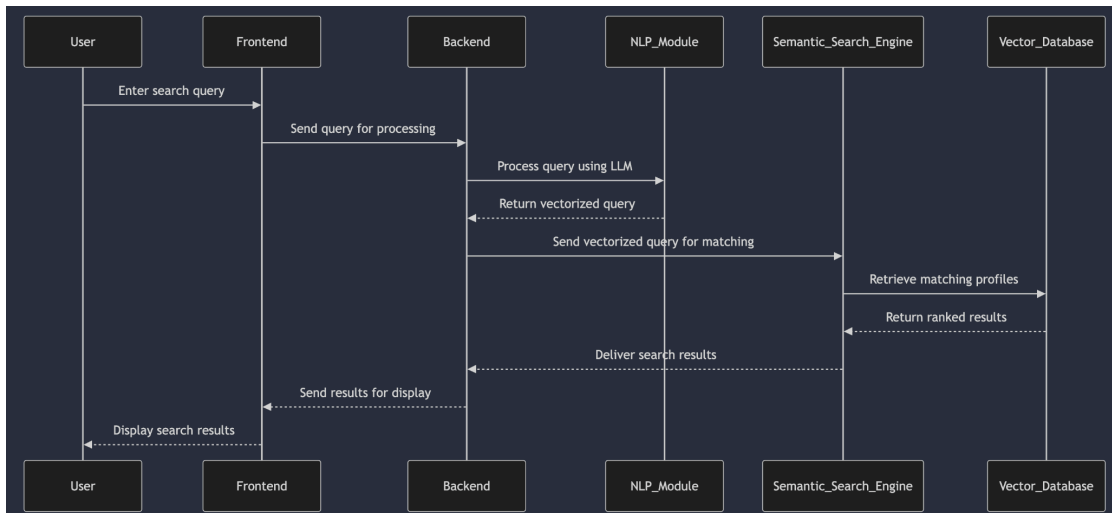 User Frontend Backend NLP_Module Semantic_Search_Engine Vector_Database
Enter search query
Send query for processing
Process query using LLM
Return vectorized query
Send vectorized query for matching
Retrieve matching profiles
Return ranked results
Deliver search results
Send results for display
Display search results
User Frontend Backend NLP_Module Semantic_Search_Engine Vector_Database